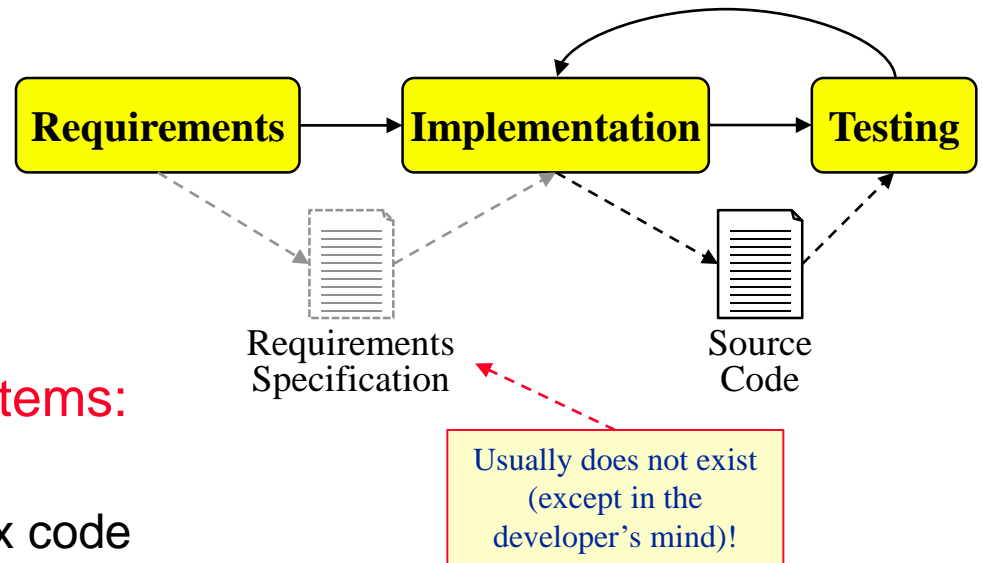 Requirements
Implementation
Testing
Requirements
Specification
Source
Code
tems:
Usually does not exist
(except in the
developer's mind)!
x code